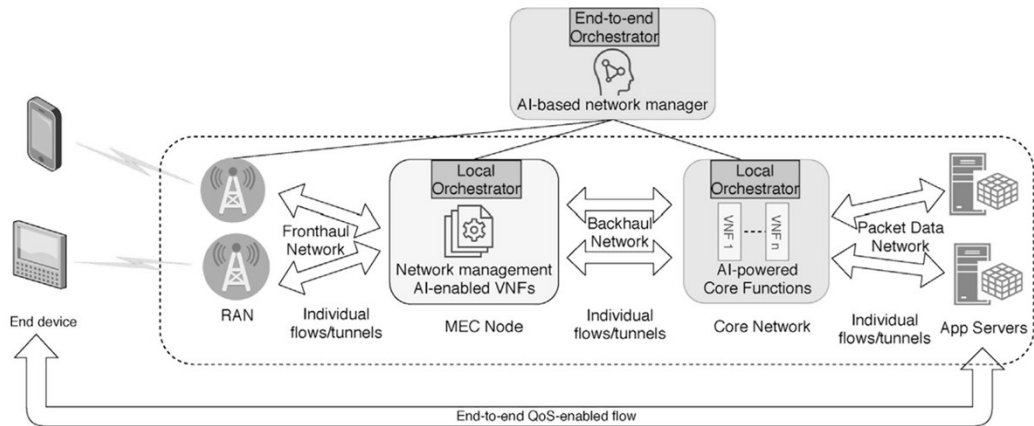 End-to-end
Orchestrator
AI-based network manager
Local
Orchestrator
Local
Orchestrator
Fronthaul
Network
Backhaul
Network
VNF 1
VNF n
Packet Data
Network
Network management
AI-enabled VNFs
AI-powered
Core Functions
End device
RAN
Individual
flows/tunnels
MEC Node
Individual
flows/tunnels
Core Network
Individual
flows/tunnels
App Servers
End-to-end QoS-enabled flow